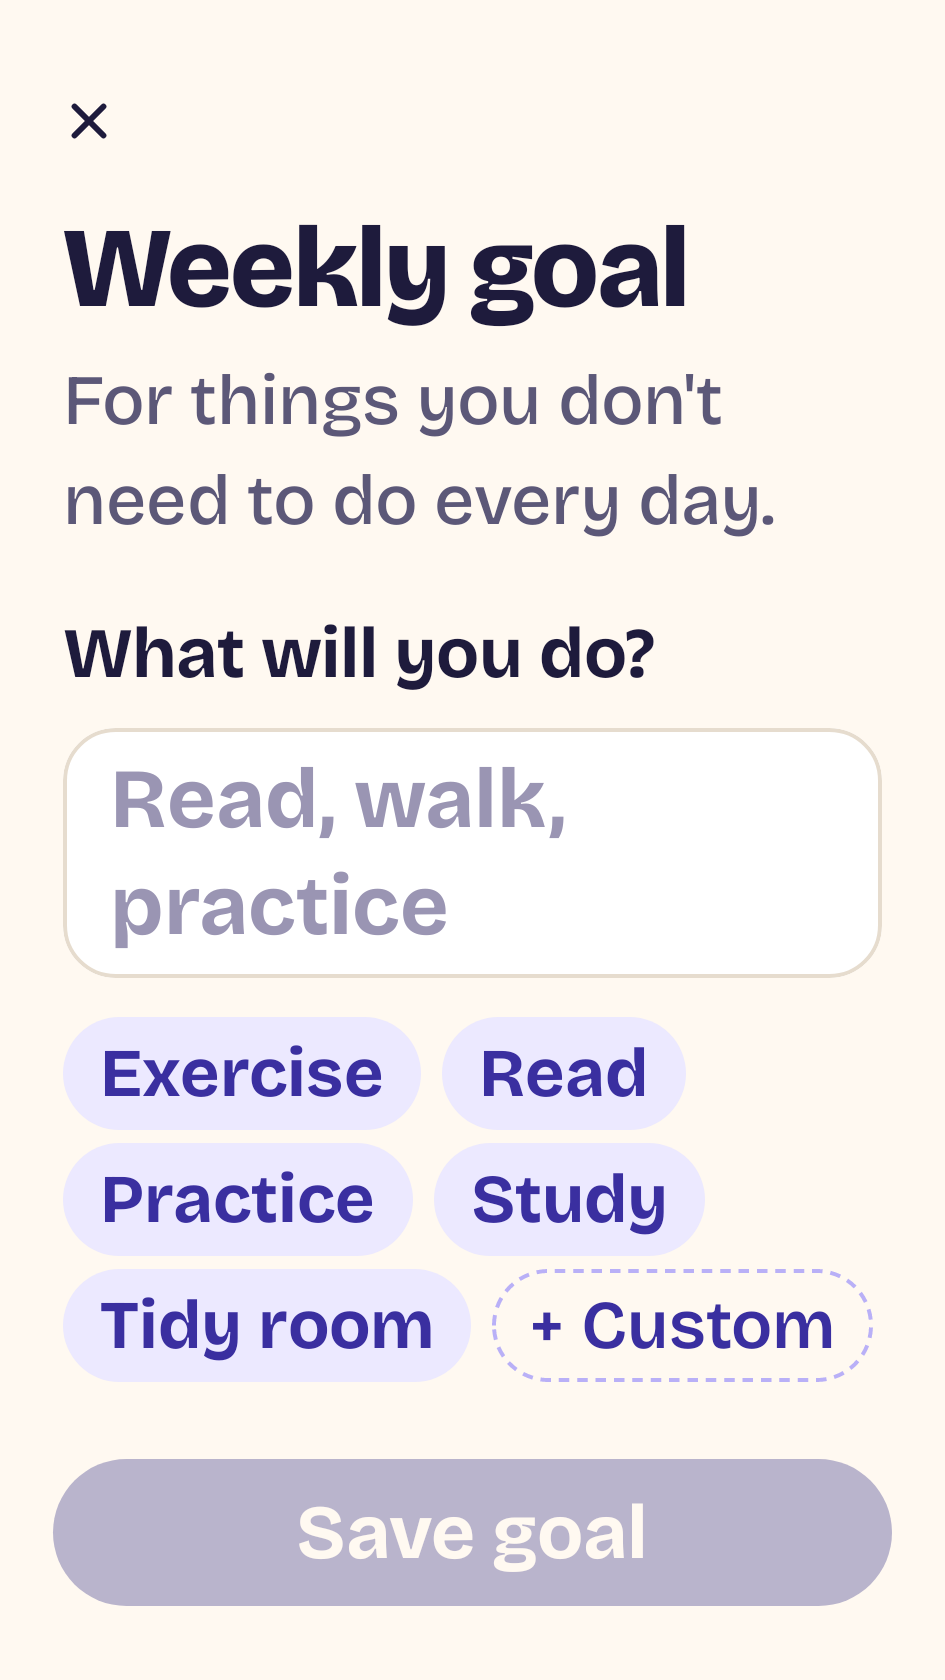 Weekly goal
For things you don't
need to do every day.
What will you do?
Read, walk,
practice
Exercise Read
Practice Study
Tidy room + Custom
Save goal